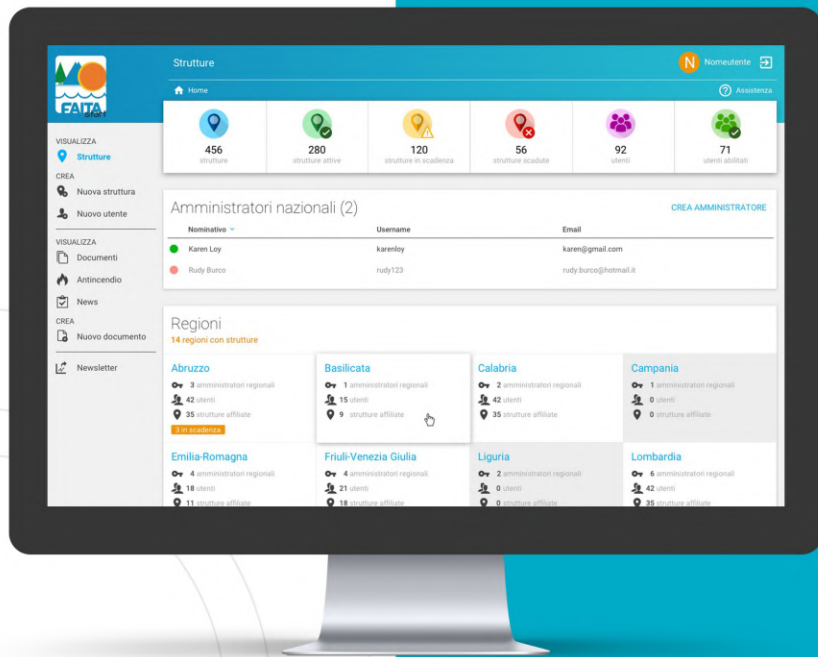 FAITA
staff
Strutture
N
Nomeutente
Home
Assistenza
VISUALIZZA
Strutture
CREA
Nuova struttura
Nuovo utente
VISUALIZZA
Documenti
Antincendio
News
CREA
Nuovo documento
Newsletter
456
strutture
280
strutture attive
120
strutture in scadenza
56
strutture scadute
92
utenti
71
utenti abilitati
Amministratori nazionali (2)
CREA AMMINISTRATORE
Nominativo Username Email
Karen Loy karenloy karen@gmail.com
Rudy Burco rudy123 rudy.burco@hotmail.it
Regioni
14 regioni con strutture
Abruzzo
3 amministratori regionali
42 utenti
35 strutture affiliate
3 in scadenza
Basilicata
1 amministratori regionali
15 utenti
9 strutture affiliate
Calabria
2 amministratori regionali
42 utenti
35 strutture affiliate
Campania
1 amministratori regionali
0 utenti
0 strutture affiliate
Emilia-Romagna
4 amministratori regionali
18 utenti
11 strutture affiliate
Friuli-Venezia Giulia
4 amministratori regionali
21 utenti
18 strutture affiliate
Liguria
2 amministratori regionali
0 utenti
0 strutture affiliate
Lombardia
6 amministratori regionali
42 utenti
35 strutture affiliate